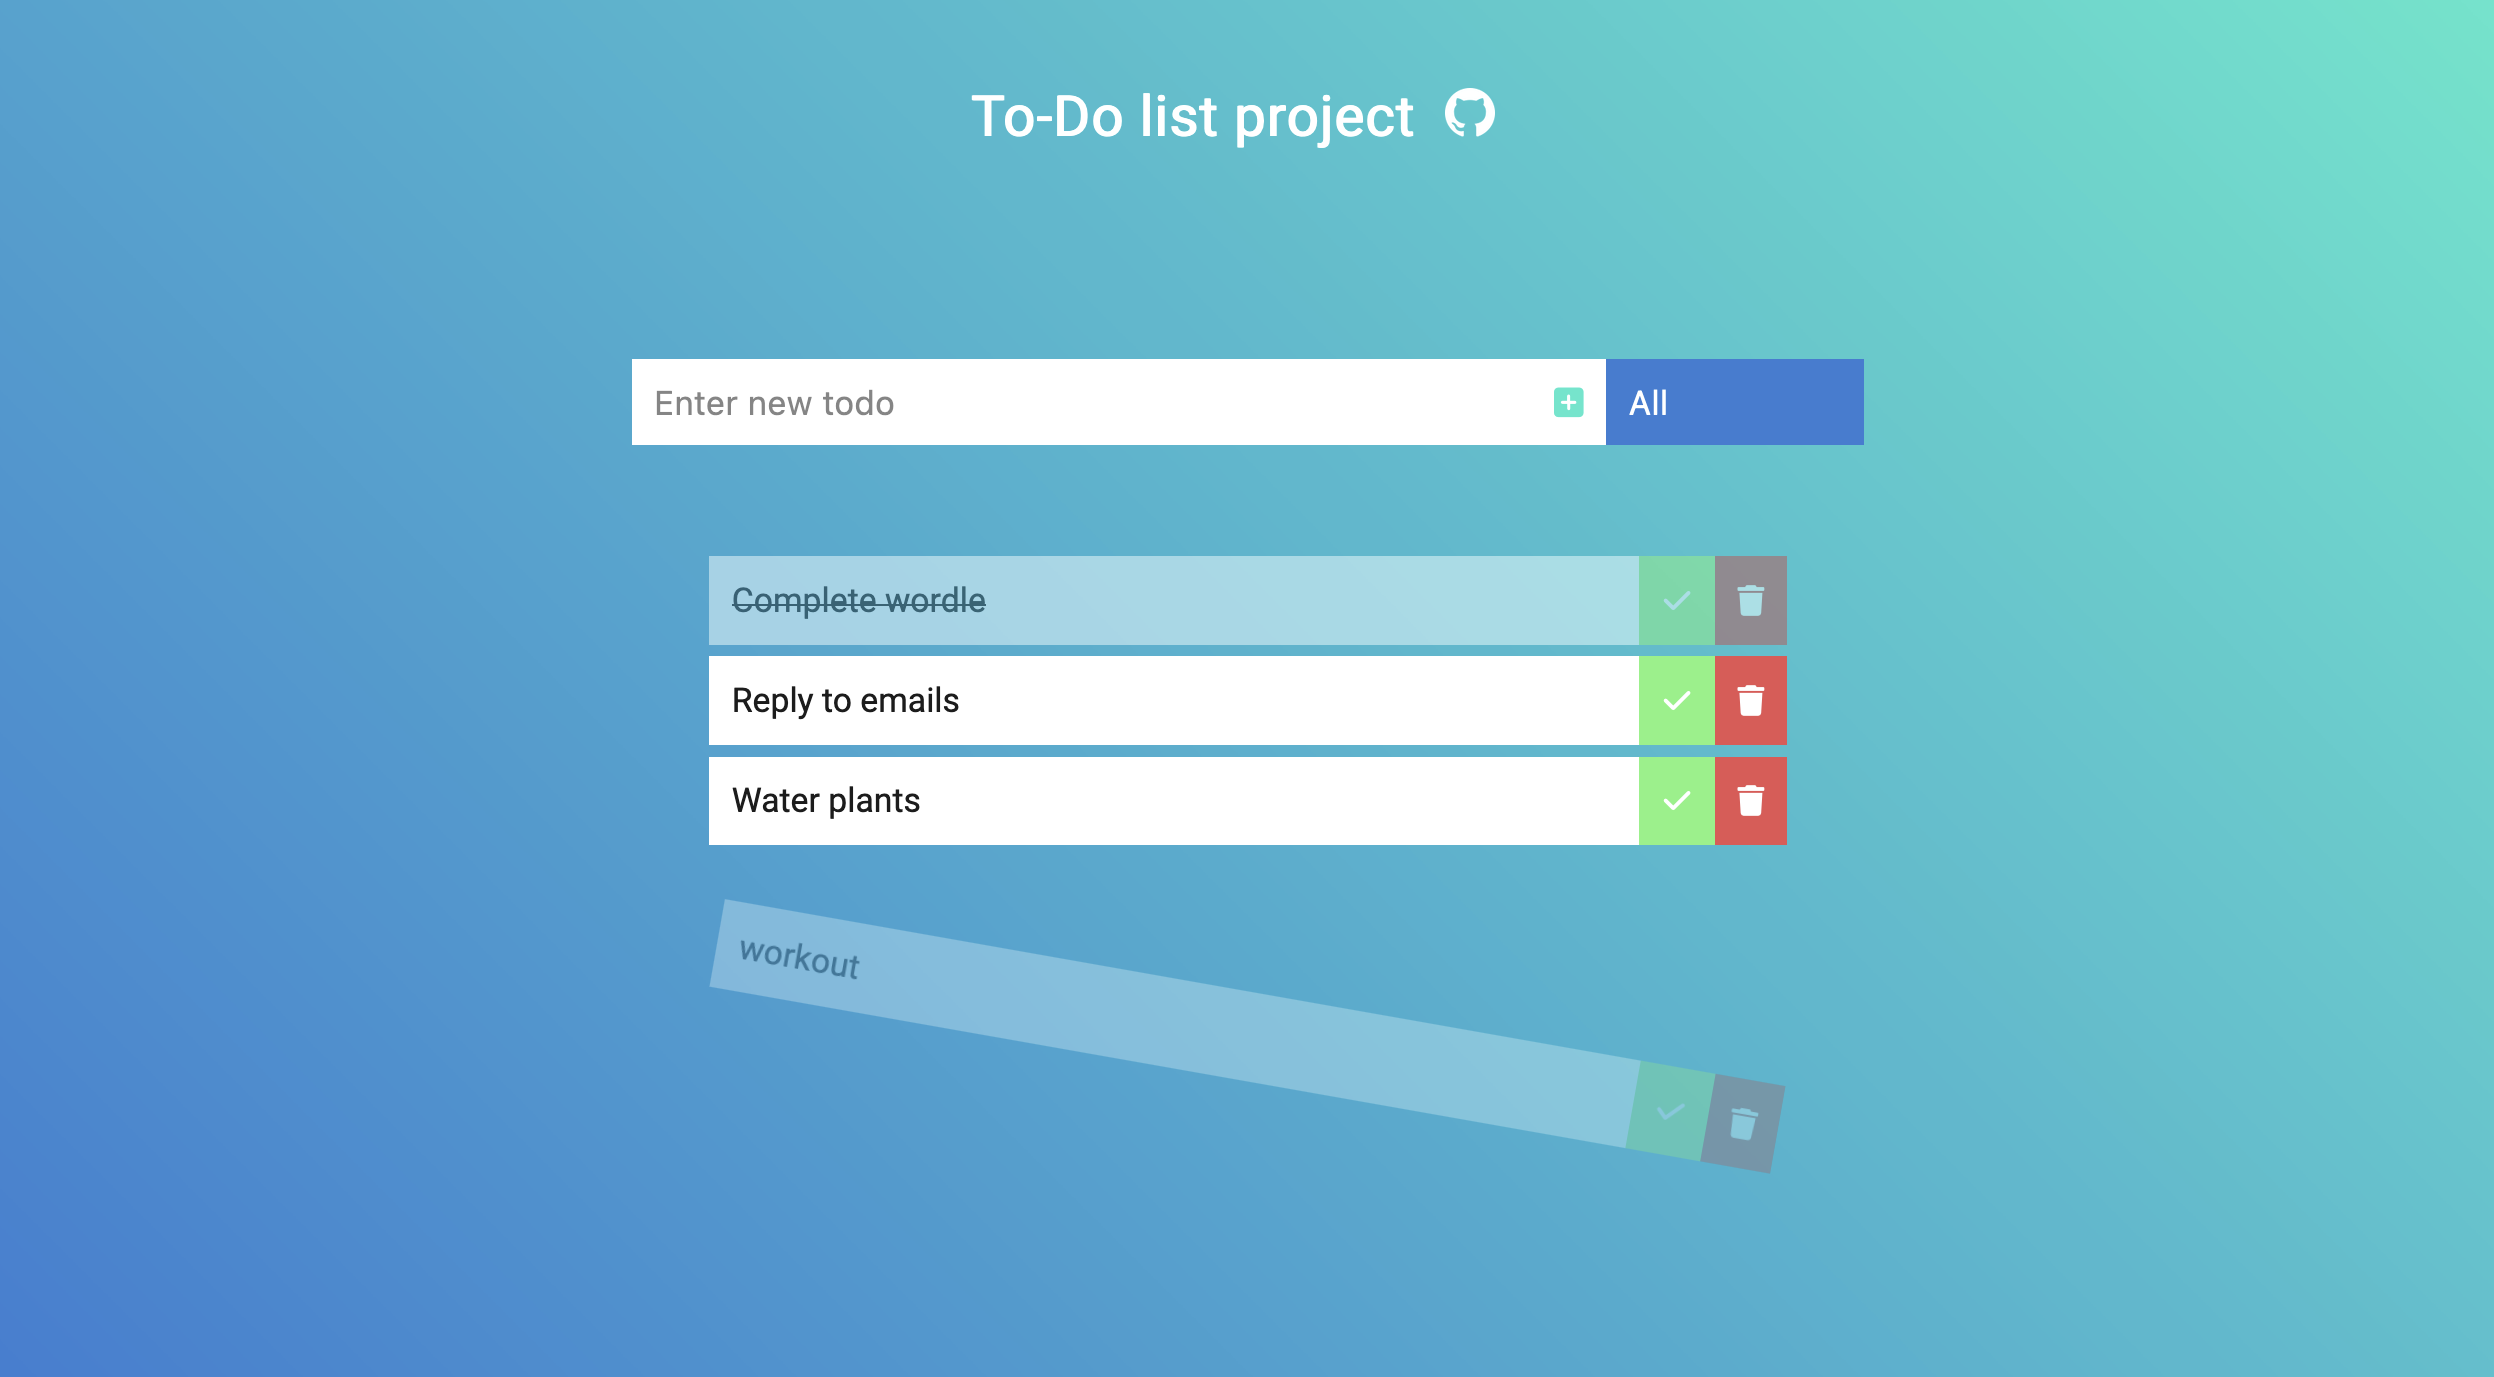 To-Do list project
Enter new todo
All
Complete wordle
Reply to emails
Water plants
workout